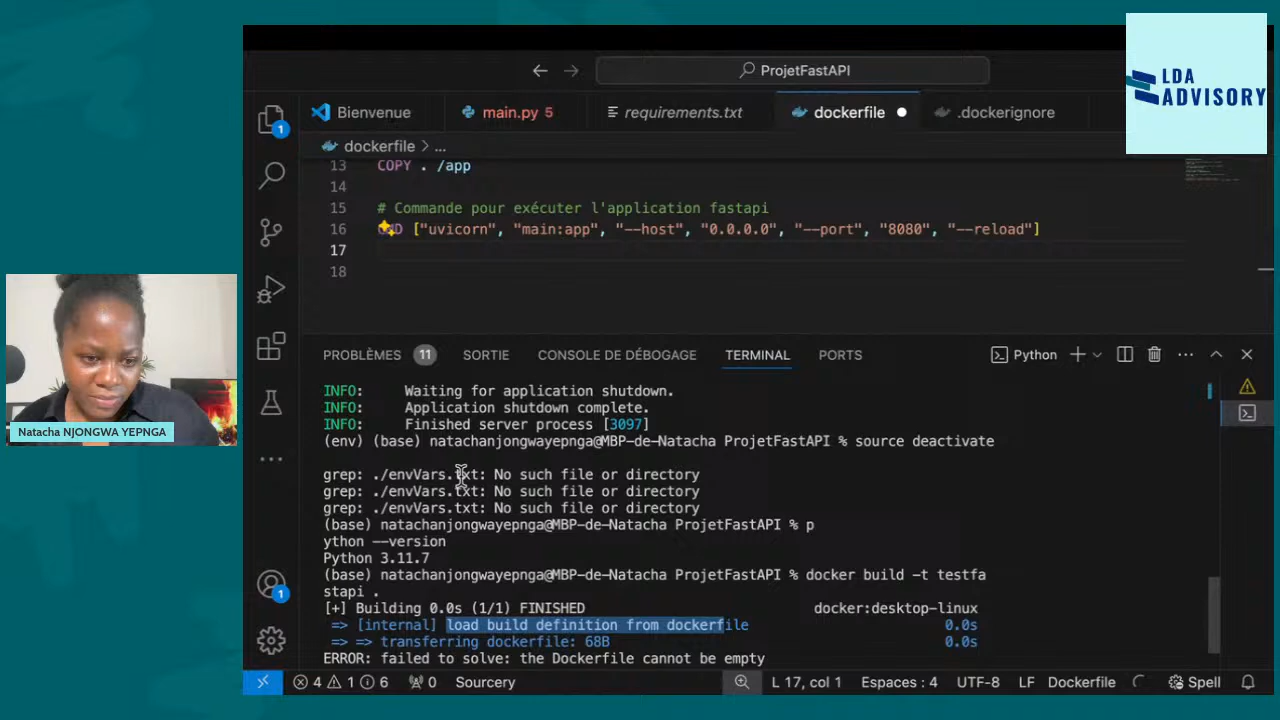 LDA
ADVISORY
ProjetFastAPI
1
Bienvenue
main.py 5
requirements.txt
dockerfile
.dockerignore
dockerfile > ...
13 COPY . /app
14
15 # Commande pour exécuter l'application fastapi
16 CMD ["uvicorn", "main:app", "--host", "0.0.0.0", "--port", "8080", "--reload"]
17
18
PROBLÈMES 11 SORTIE CONSOLE DE DÉBOGAGE TERMINAL PORTS Python
INFO: Waiting for application shutdown.
INFO: Application shutdown complete.
INFO: Finished server process [3097]
(env) (base) natachanjongwayepnga@MBP-de-Natacha ProjetFastAPI % source deactivate
grep: ./envVars.txt: No such file or directory
grep: ./envVars.txt: No such file or directory
grep: ./envVars.txt: No such file or directory
(base) natachanjongwayepnga@MBP-de-Natacha ProjetFastAPI % p
ython --version
Python 3.11.7
(base) natachanjongwayepnga@MBP-de-Natacha ProjetFastAPI % docker build -t testfa
stapi .
[+] Building 0.0s (1/1) FINISHED docker:desktop-linux
=> [internal] load build definition from dockerfile 0.0s
=> => transferring dockerfile: 68B 0.0s
ERROR: failed to solve: the Dockerfile cannot be empty
1
4 1 6 0 Sourcery L 17, col 1 Espaces : 4 UTF-8 LF Dockerfile Spell
Natacha NJONGWA YEPNGA